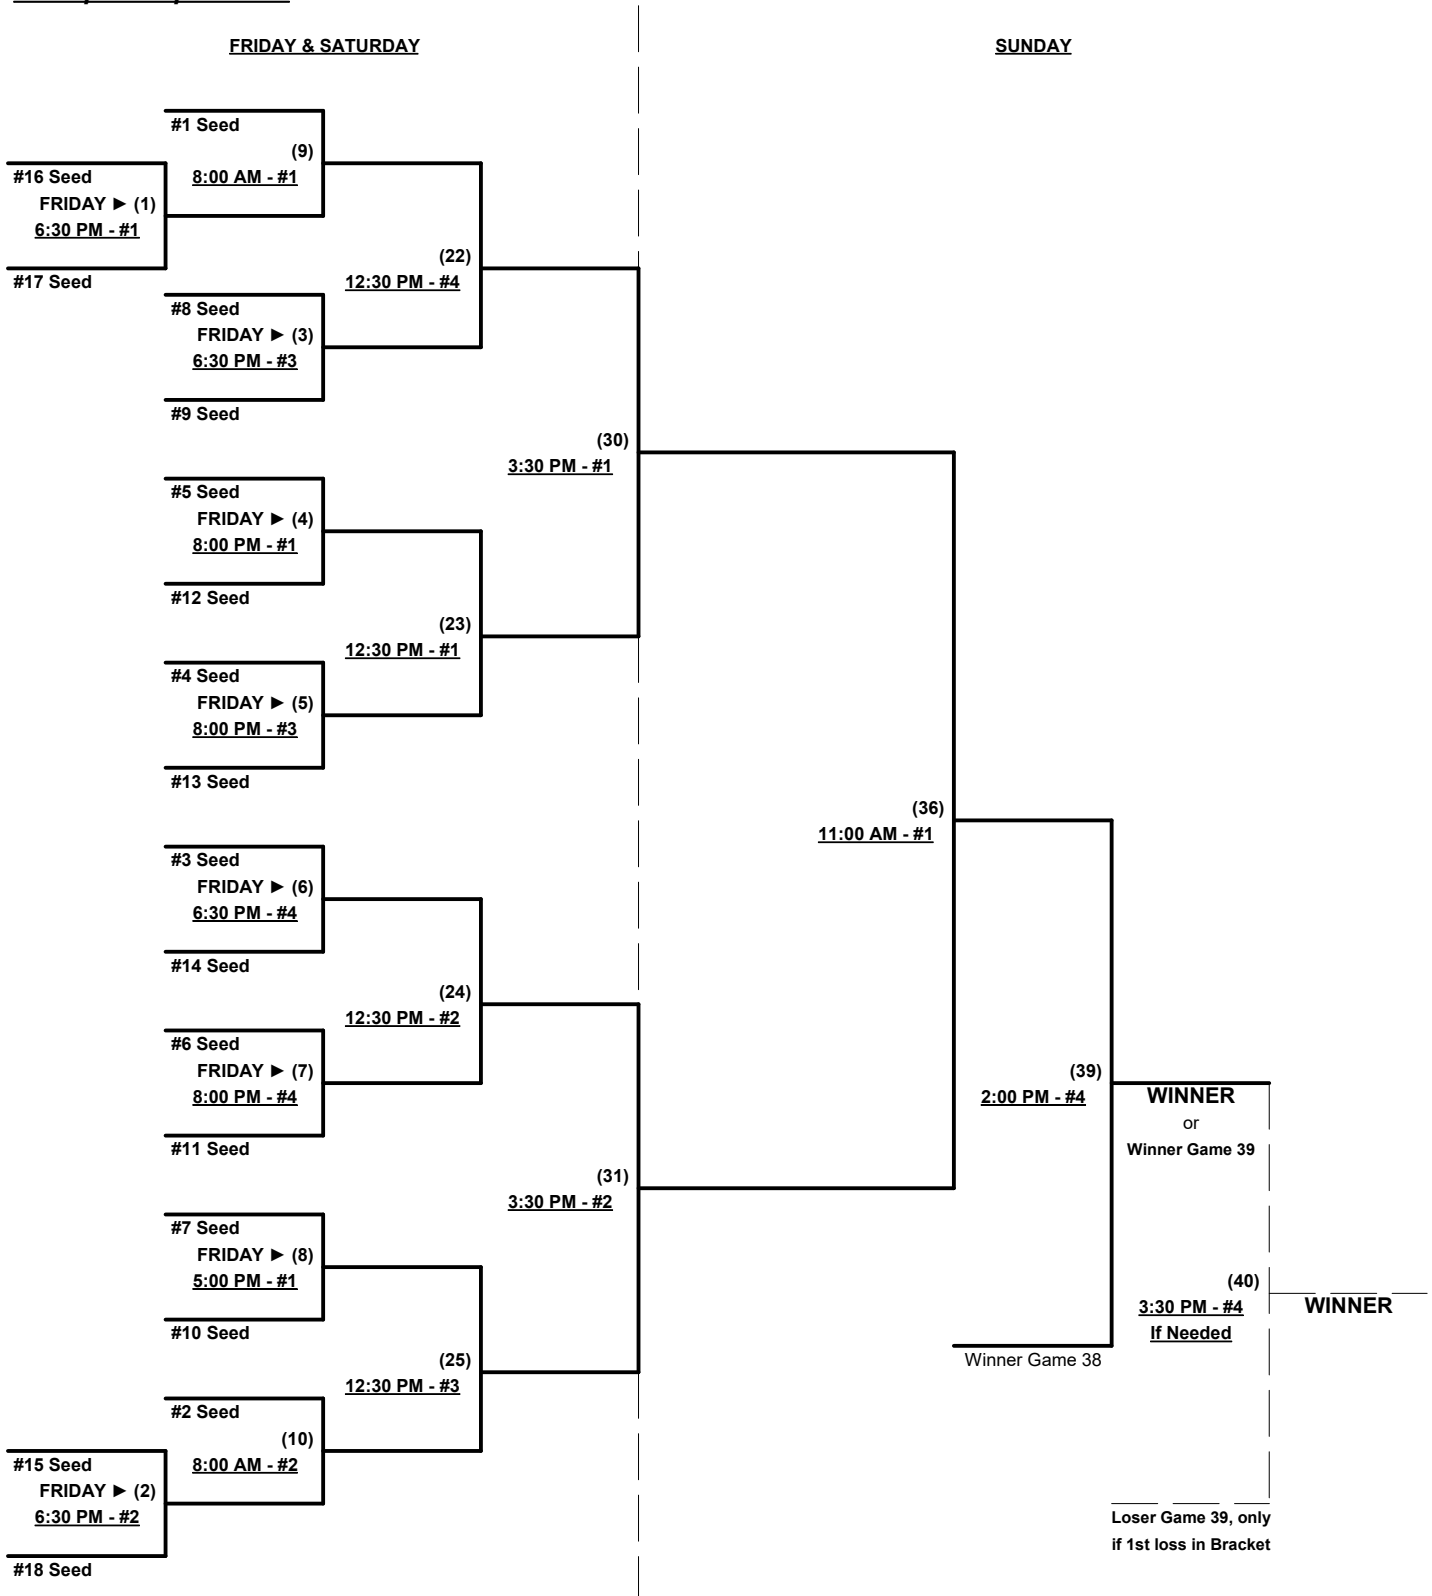 FRIDAY & SATURDAY
SUNDAY
#1 Seed
(9)
8:00 AM - #1
#16 Seed
FRIDAY ► (1)
6:30 PM - #1
#17 Seed
(22)
12:30 PM - #4
#8 Seed
FRIDAY ► (3)
6:30 PM - #3
#9 Seed
(30)
3:30 PM - #1
#5 Seed
FRIDAY ► (4)
8:00 PM - #1
#12 Seed
(23)
12:30 PM - #1
#4 Seed
FRIDAY ► (5)
8:00 PM - #3
#13 Seed
(36)
11:00 AM - #1
#3 Seed
FRIDAY ► (6)
6:30 PM - #4
#14 Seed
(24)
12:30 PM - #2
#6 Seed
FRIDAY ► (7)
8:00 PM - #4
#11 Seed
(39)
2:00 PM - #4
WINNER
or
Winner Game 39
(31)
3:30 PM - #2
#7 Seed
FRIDAY ► (8)
5:00 PM - #1
#10 Seed
(40)
3:30 PM - #4
If Needed
WINNER
Winner Game 38
(25)
12:30 PM - #3
#2 Seed
(10)
8:00 AM - #2
#15 Seed
FRIDAY ► (2)
6:30 PM - #2
#18 Seed
Loser Game 39, only
if 1st loss in Bracket